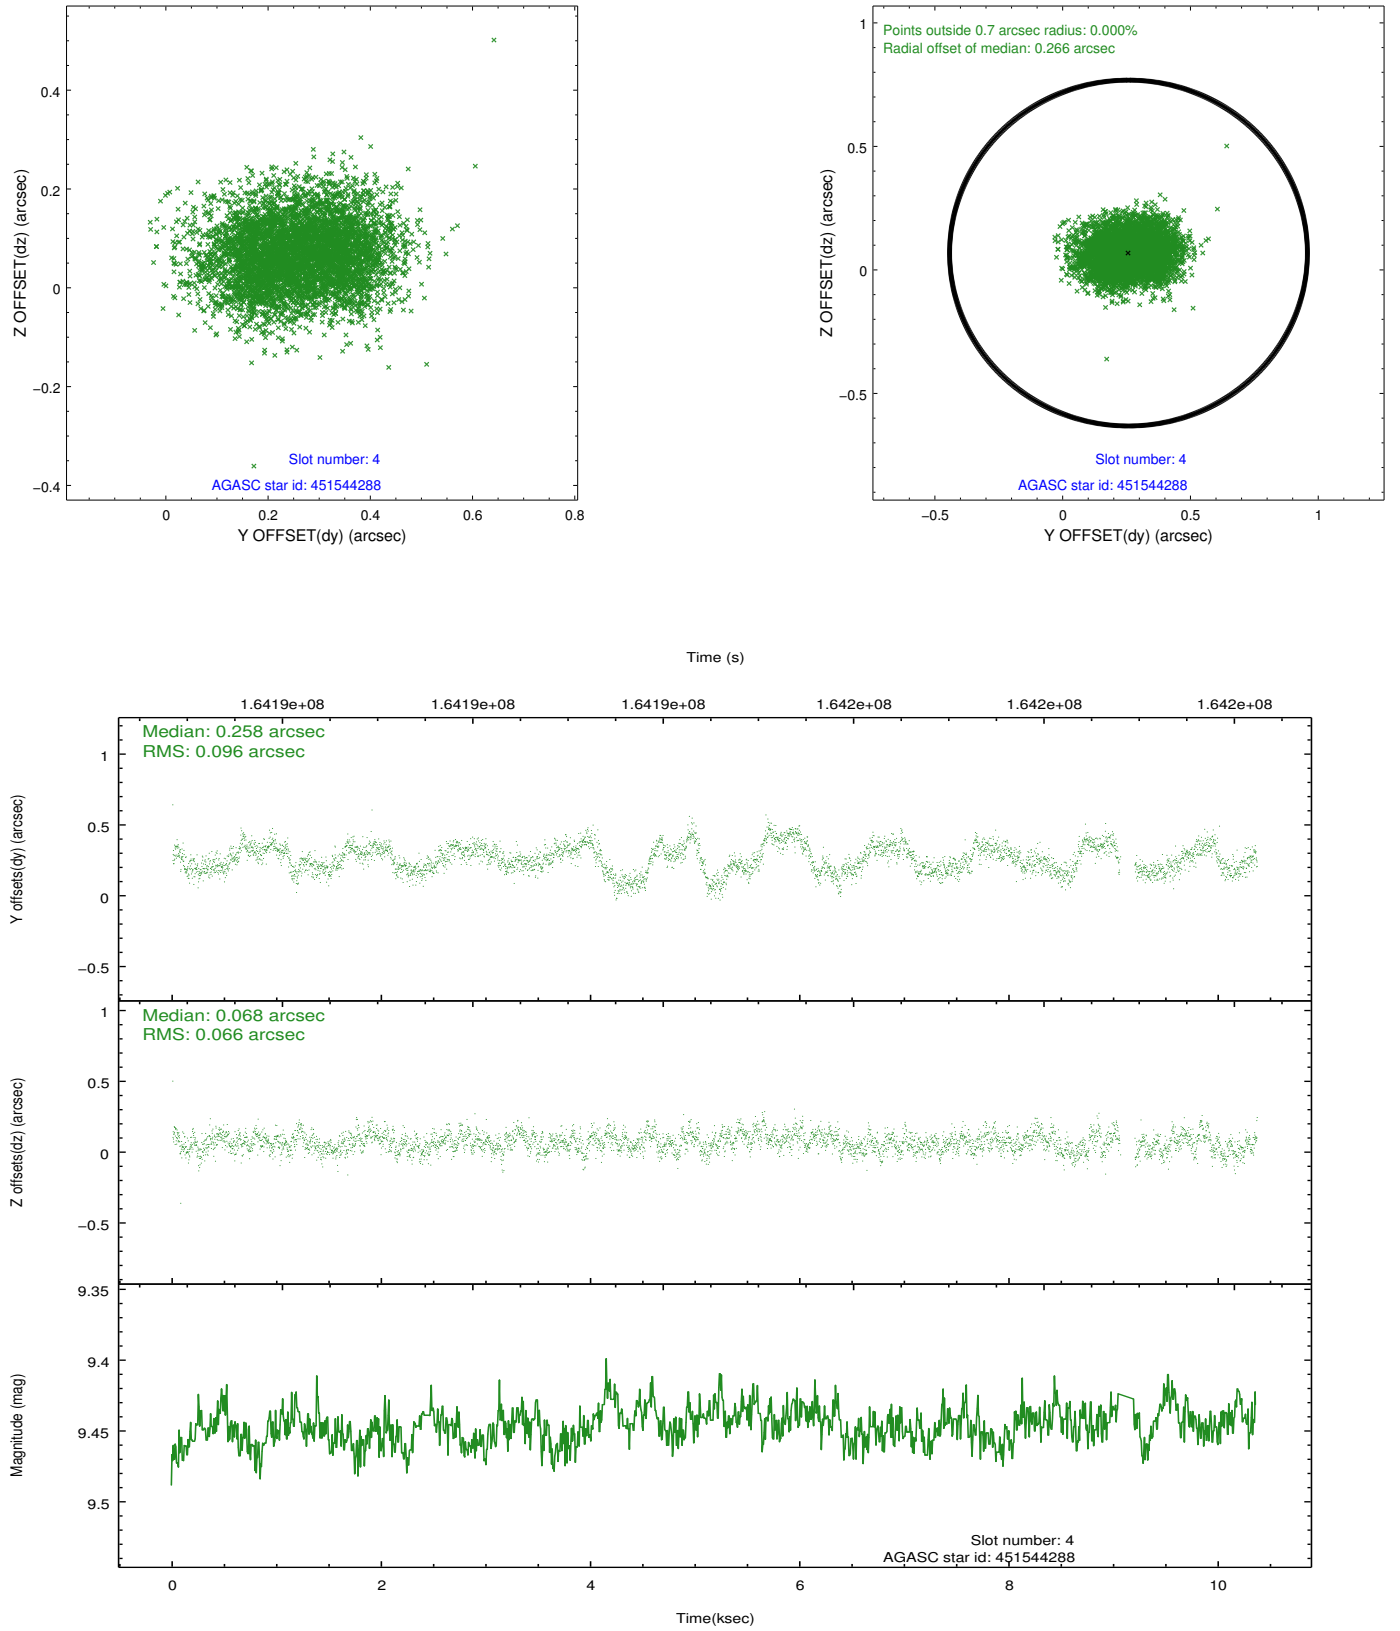 0.4
0.2
0
−0.2
−0.4
Z OFFSET(dz) (arcsec)
Slot number: 4
AGASC star id: 451544288
0 0.2 0.4 0.6 0.8
Y OFFSET(dy) (arcsec)
Points outside 0.7 arcsec radius: 0.000%
Radial offset of median: 0.266 arcsec
1
0.5
0
−0.5
Z OFFSET(dz) (arcsec)
Slot number: 4
AGASC star id: 451544288
−0.5 0 0.5 1
Y OFFSET(dy) (arcsec)
Time (s)
1.6419e+08 1.6419e+08 1.6419e+08 1.642e+08 1.642e+08 1.642e+08
Median: 0.258 arcsec
RMS: 0.096 arcsec
1
0.5
0
−0.5
Y offsets(dy) (arcsec)
Median: 0.068 arcsec
RMS: 0.066 arcsec
1
0.5
0
−0.5
Z offsets(dz) (arcsec)
9.35
9.4
9.45
9.5
Magnitude (mag)
Slot number: 4
AGASC star id: 451544288
0 2 4 6 8 10
Time(ksec)